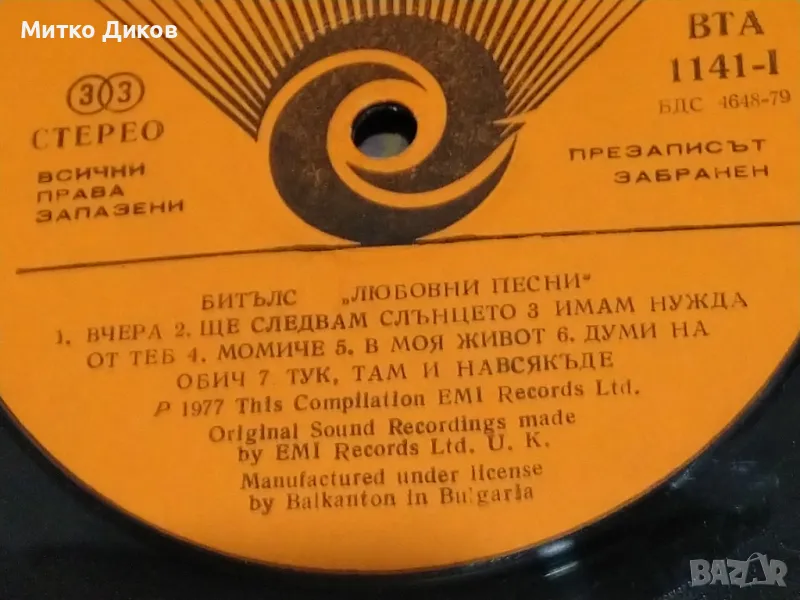 Митко Диков
33
СТЕРЕО
ВСИЧНИ
ПРАВА
ЗАПАЗЕНИ
ВТА
1141-I
БДС 4648-79
ПРЕЗАПИСЪТ
ЗАБРАНЕН
БИТЪЛС „ЛЮБОВНИ ПЕСНИ“
1. ВЧЕРА 2. ЩЕ СЛЕДВАМ СЛЪНЦЕТО 3 ИМАМ НУЖДА
ОТ ТЕБ 4. МОМИЧЕ 5. В МОЯ ЖИВОТ 6. ДУМИ НА
ОБИЧ 7 ТУК, ТАМ И НАВСЯКЪДЕ
P 1977 This Compilation EMI Records Ltd.
Original Sound Recordings made
by EMI Records Ltd. U. K.
Manufactured under license
by Balkanton in Bulgaria
BAZAR